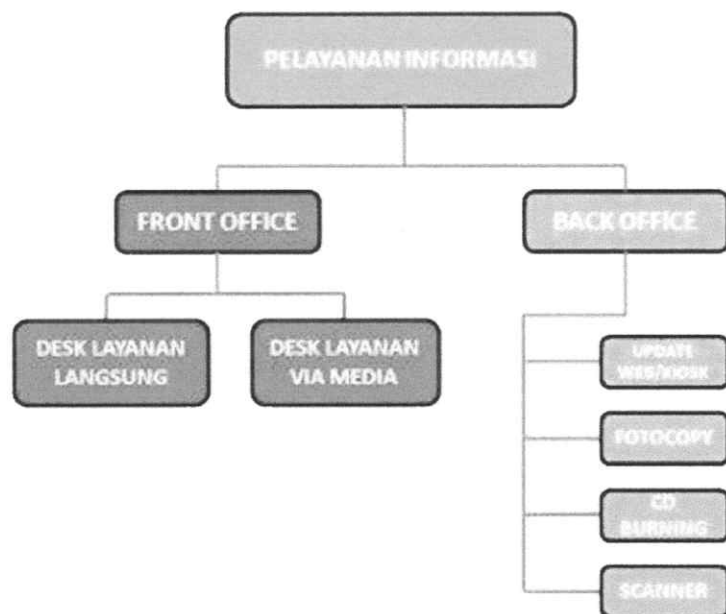 PELAYANAN INFORMASI
FRONT OFFICE
BACK OFFICE
DESK LAYANAN
LANGSUNG
DESK LAYANAN
VIA MEDIA
UPDATE
WEB/KIOSK
FOTOCOPY
CD
BURNING
SCANNER